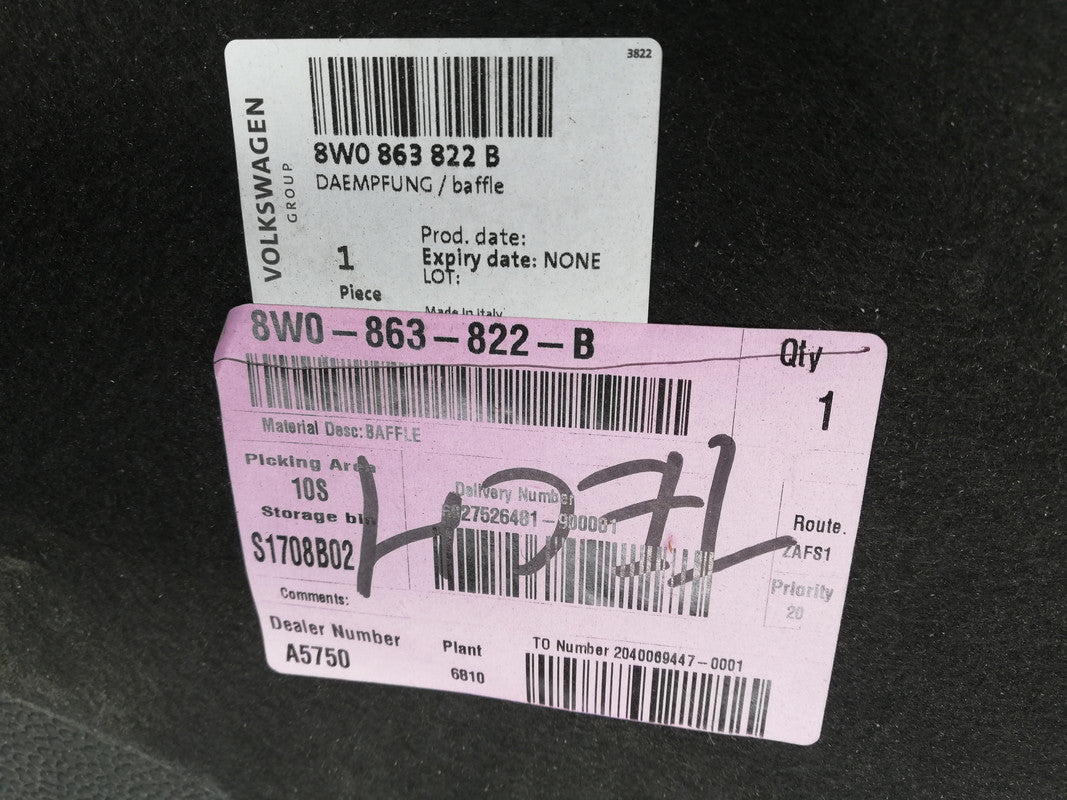 3822
VOLKSWAGEN
GROUP
8W0 863 822 B
DAEMPFUNG / baffle
Prod. date:
1
Expiry date: NONE
LOT:
Piece
Made in Italy
8W0-863-822-B
Qty
1
Material Desc:BAFFLE
Picking Area
10S
Storage bin
S1708B02
Delivery Number
Route.
ZAFS1
Priority
20
Comments:
Dealer Number
A5750
Plant
6810
TO Number 2040069447-0001